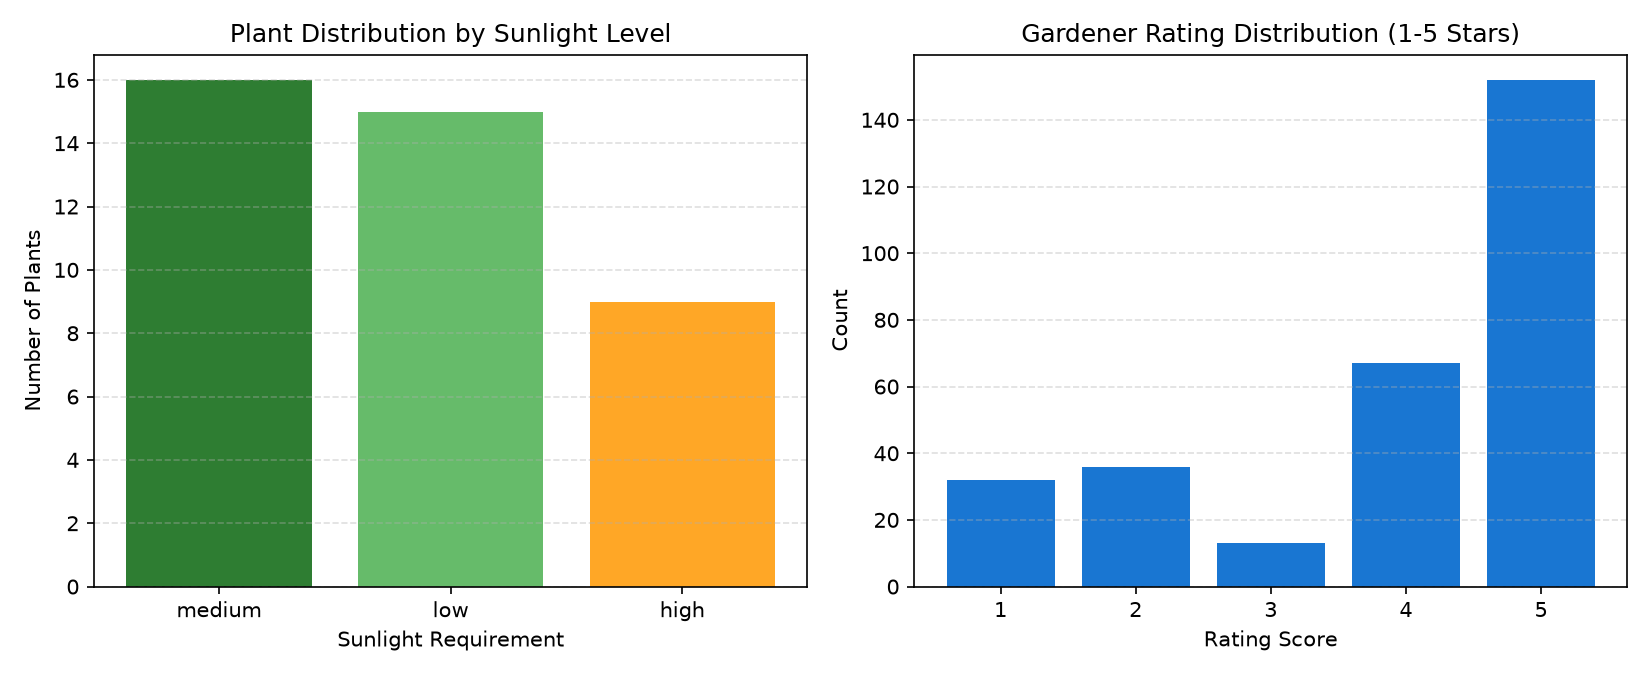 Plant Distribution by Sunlight Level
Number of Plants
16
14
12
10
8
6
4
2
0
medium low high
Sunlight Requirement
Gardener Rating Distribution (1-5 Stars)
Count
140
120
100
80
60
40
20
0
1 2 3 4 5
Rating Score